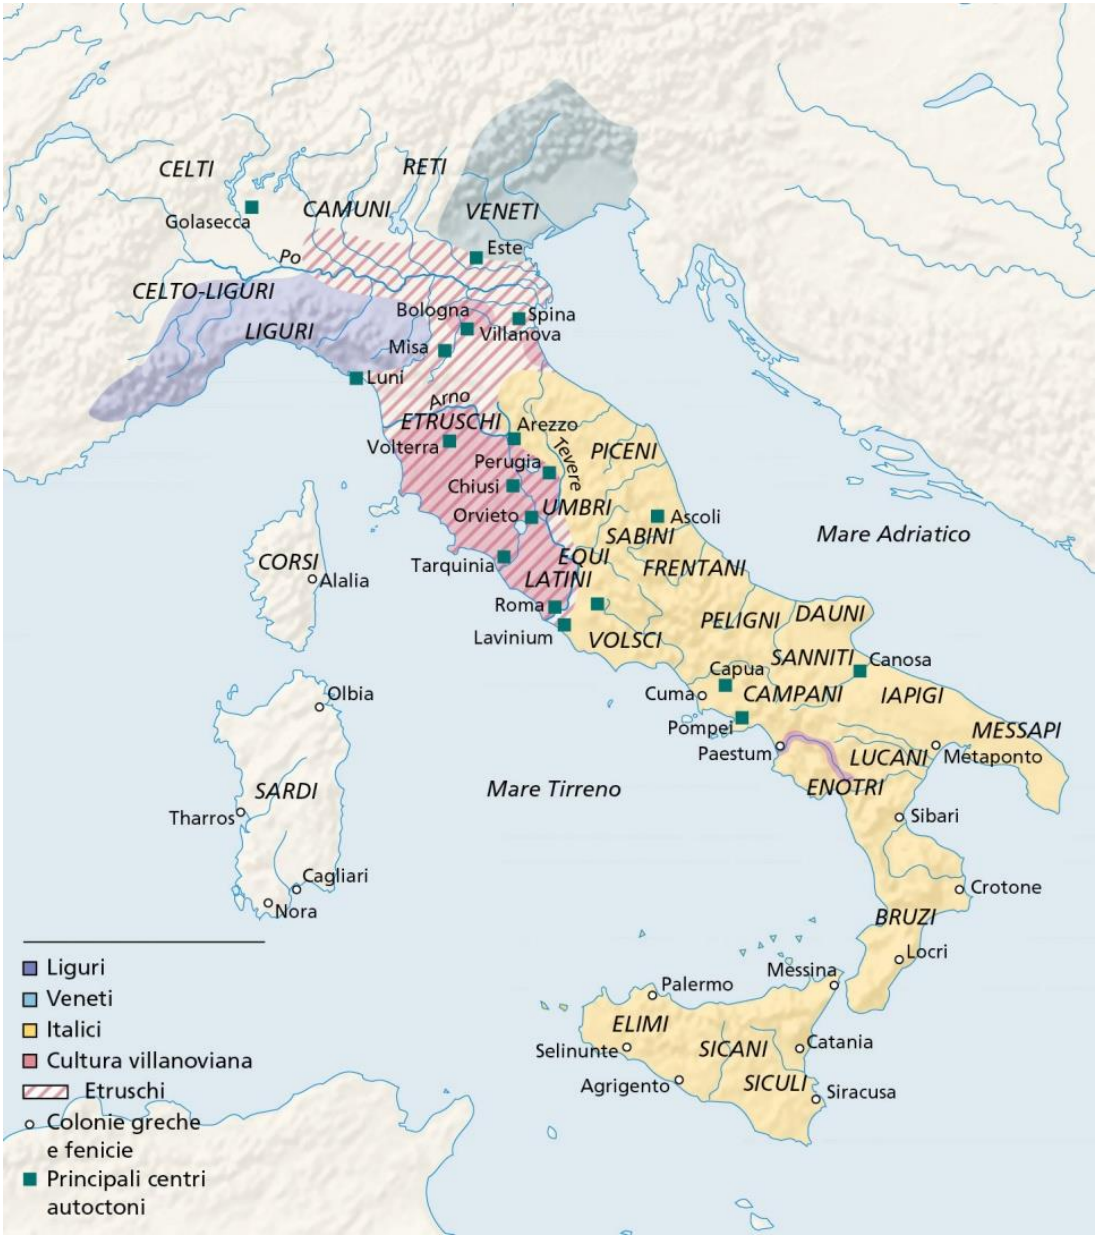 CELTI
RETI
Golasecca
CAMUNI
VENETI
Este
Po
CELTO-LIGURI
LIGURI
Bologna
Spina
Villanova
Misa
Luni
Arno
ETRUSCHI
Arezzo
Volterra
Tevere
PICENI
Perugia
Chiusi
UMBRI
Orvieto
Ascoli
SABINI
Mare Adriatico
CORSI
EQUI
Tarquinia
FRENTANI
Alalia
LATINI
Roma
PELIGNI
DAUNI
Lavinium
VOLSCI
SANNITI
Canosa
Capua
Olbia
Cuma
CAMPANI
IAPIGI
Pompei
MESSAPI
Paestum
LUCANI
Metaponto
SARDI
Mare Tirreno
ENOTRI
Tharros
Sibari
Cagliari
Crotone
Nora
BRUZI
Locri
Messina
Palermo
ELIMI
Selinunte
SICANI
Catania
Agrigento
SICULI
Siracusa
Liguri
Veneti
Italici
Cultura villanoviana
Etruschi
Colonie greche
e fenicie
Principali centri
autoctoni